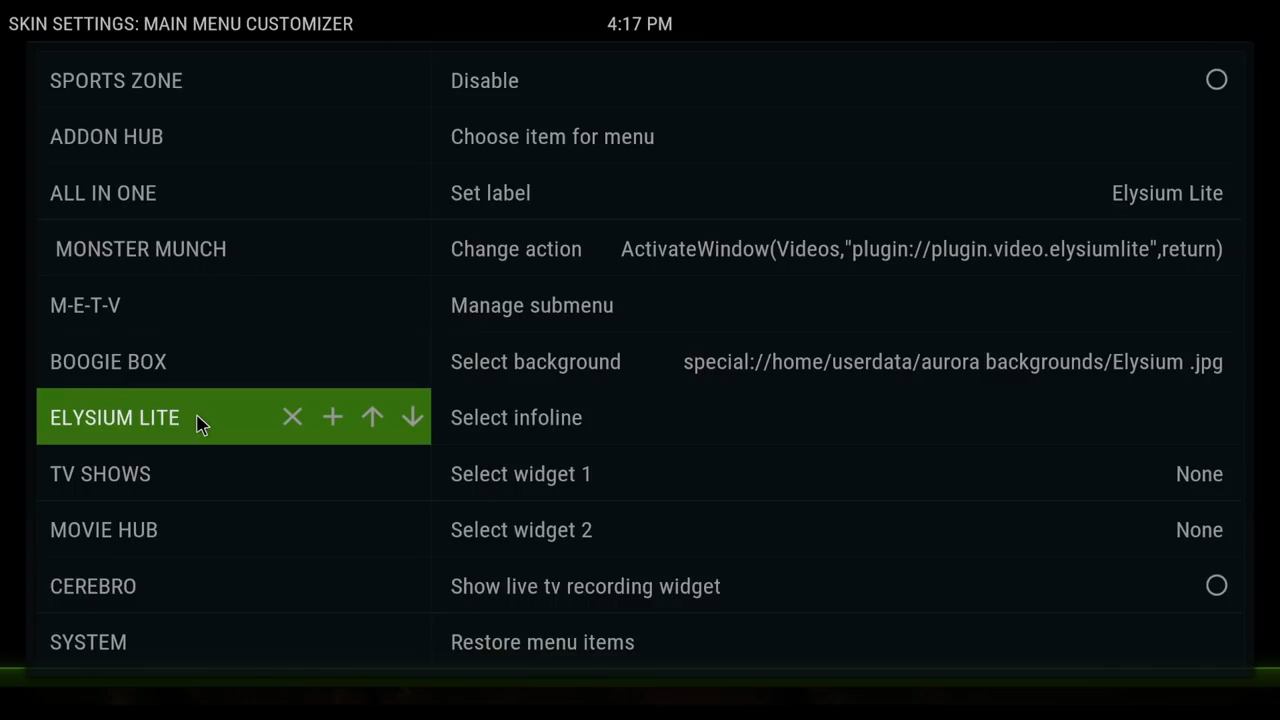 SKIN SETTINGS: MAIN MENU CUSTOMIZER 4:17 PM
SPORTS ZONE Disable
ADDON HUB Choose item for menu
ALL IN ONE Set label Elysium Lite
MONSTER MUNCH Change action ActivateWindow(Videos,"plugin://plugin.video.elysiumlite",return)
M-E-T-V Manage submenu
BOOGIE BOX Select background special://home/userdata/aurora backgrounds/Elysium .jpg
ELYSIUM LITE Select infoline
TV SHOWS Select widget 1 None
MOVIE HUB Select widget 2 None
CEREBRO Show live tv recording widget
SYSTEM Restore menu items